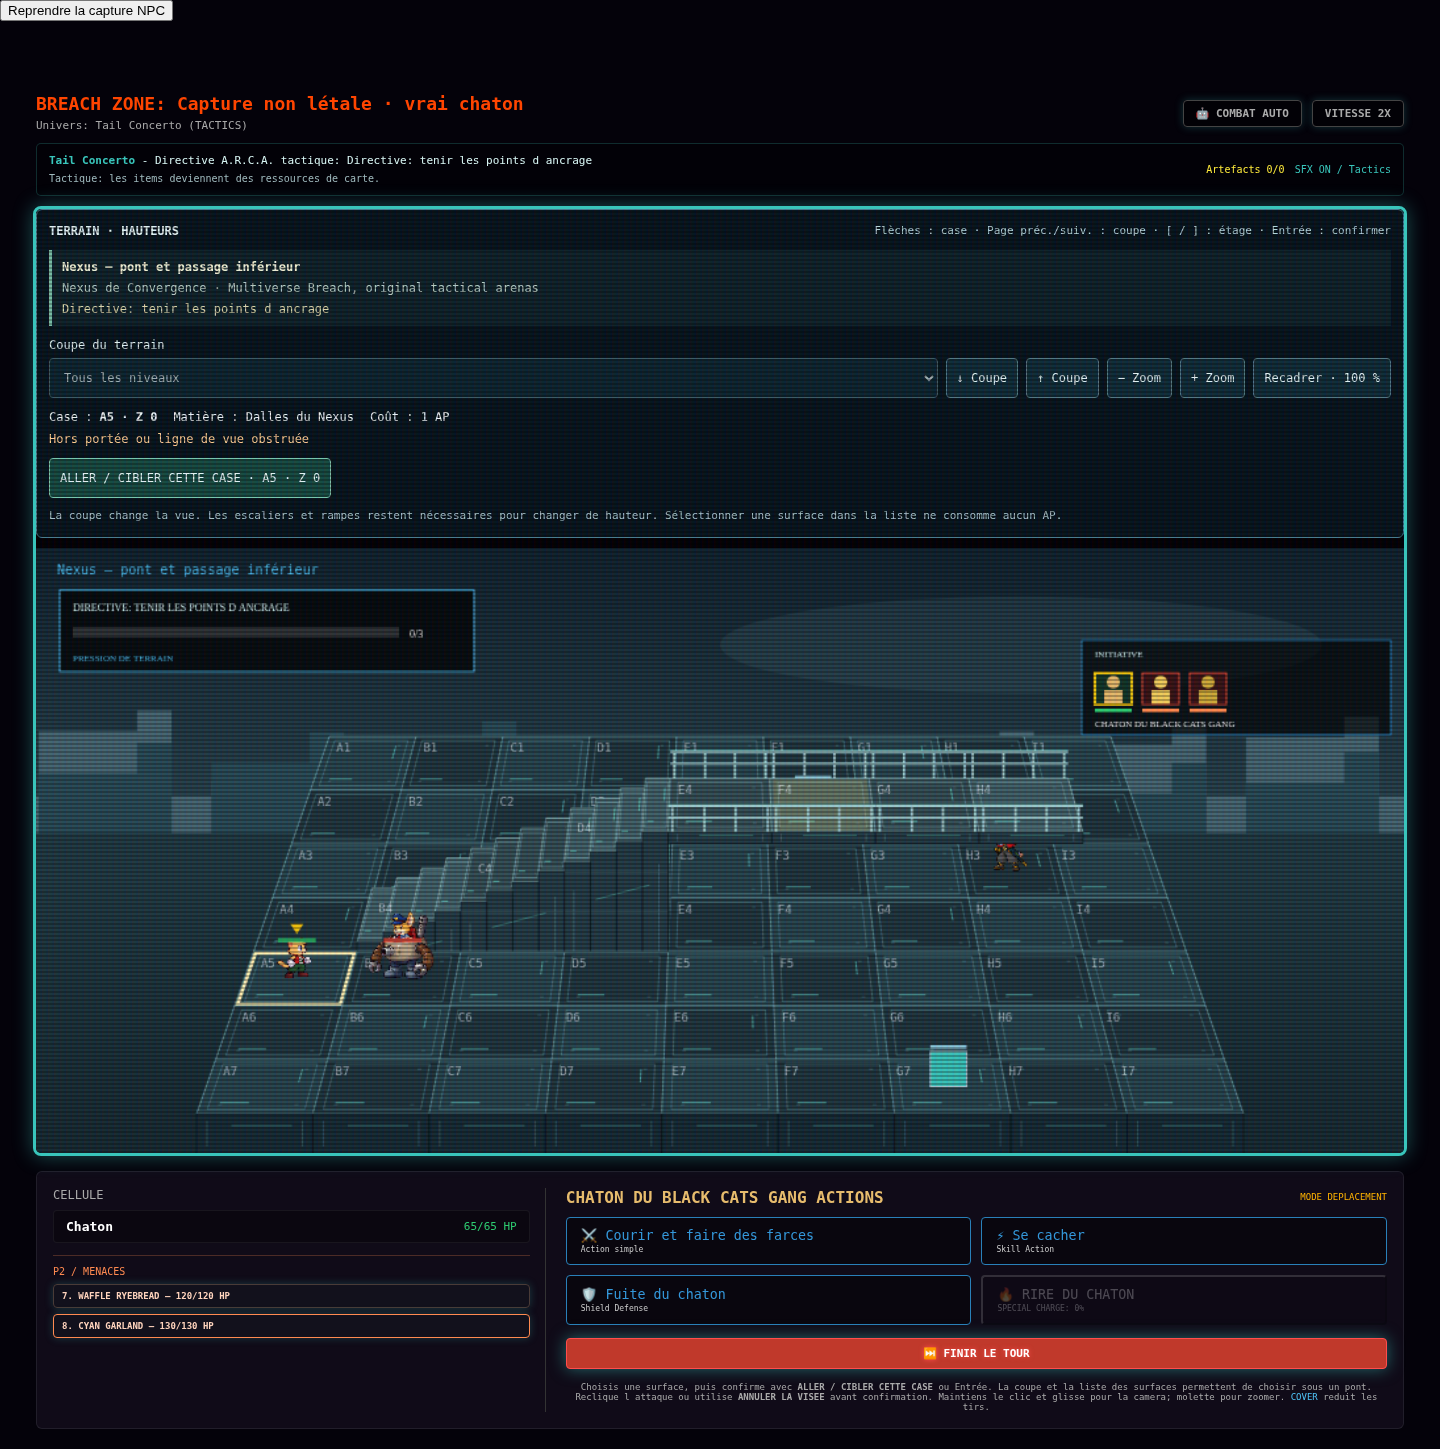 Reprendre la capture NPC
BREACH ZONE: Capture non létale · vrai chaton
Univers: Tail Concerto (TACTICS)
🤖 COMBAT AUTO
VITESSE 2X
Tail Concerto - Directive A.R.C.A. tactique: Directive: tenir les points d ancrage
Tactique: les items deviennent des ressources de carte.
Artefacts 0/0 SFX ON / Tactics
TERRAIN · HAUTEURS
Flèches : case · Page préc./suiv. : coupe · [ / ] : étage · Entrée : confirmer
Nexus — pont et passage inférieur
Nexus de Convergence · Multiverse Breach, original tactical arenas
Directive: tenir les points d ancrage
Coupe du terrain
Tous les niveaux
↓ Coupe
↑ Coupe
− Zoom
+ Zoom
Recadrer · 100 %
Case : A5 · Z 0 Matière : Dalles du Nexus Coût : 1 AP
Hors portée ou ligne de vue obstruée
ALLER / CIBLER CETTE CASE · A5 · Z 0
La coupe change la vue. Les escaliers et rampes restent nécessaires pour changer de hauteur. Sélectionner une surface dans la liste ne consomme aucun AP.
Nexus — pont et passage inférieur
DIRECTIVE: TENIR LES POINTS D ANCRAGE
0/3
PRESSION DE TERRAIN
INITIATIVE
CHATON DU BLACK CATS GANG
A1 B1 C1 D1 E1 F1 G1 H1 I1
E4 F4 G4 H4
A2 B2 C2
D4
A3 B3 C4 E3 F3 G3 H3 I3
A4 B4 E4 F4 G4 H4 I4
A5 C5 D5 E5 F5 G5 H5 I5
A6 B6 C6 D6 E6 F6 G6 H6 I6
A7 B7 C7 D7 E7 F7 G7 H7 I7
CELLULE
Chaton 65/65 HP
P2 / MENACES
7. WAFFLE RYEBREAD — 120/120 HP
8. CYAN GARLAND — 130/130 HP
CHATON DU BLACK CATS GANG ACTIONS
MODE DEPLACEMENT
⚔️ Courir et faire des farces
Action simple
⚡ Se cacher
Skill Action
🛡️ Fuite du chaton
Shield Defense
🔥 RIRE DU CHATON
SPECIAL CHARGE: 0%
⏩ FINIR LE TOUR
Choisis une surface, puis confirme avec ALLER / CIBLER CETTE CASE ou Entrée. La coupe et la liste des surfaces permettent de choisir sous un pont.
Reclique l attaque ou utilise ANNULER LA VISEE avant confirmation. Maintiens le clic et glisse pour la camera; molette pour zoomer. COVER reduit les
tirs.